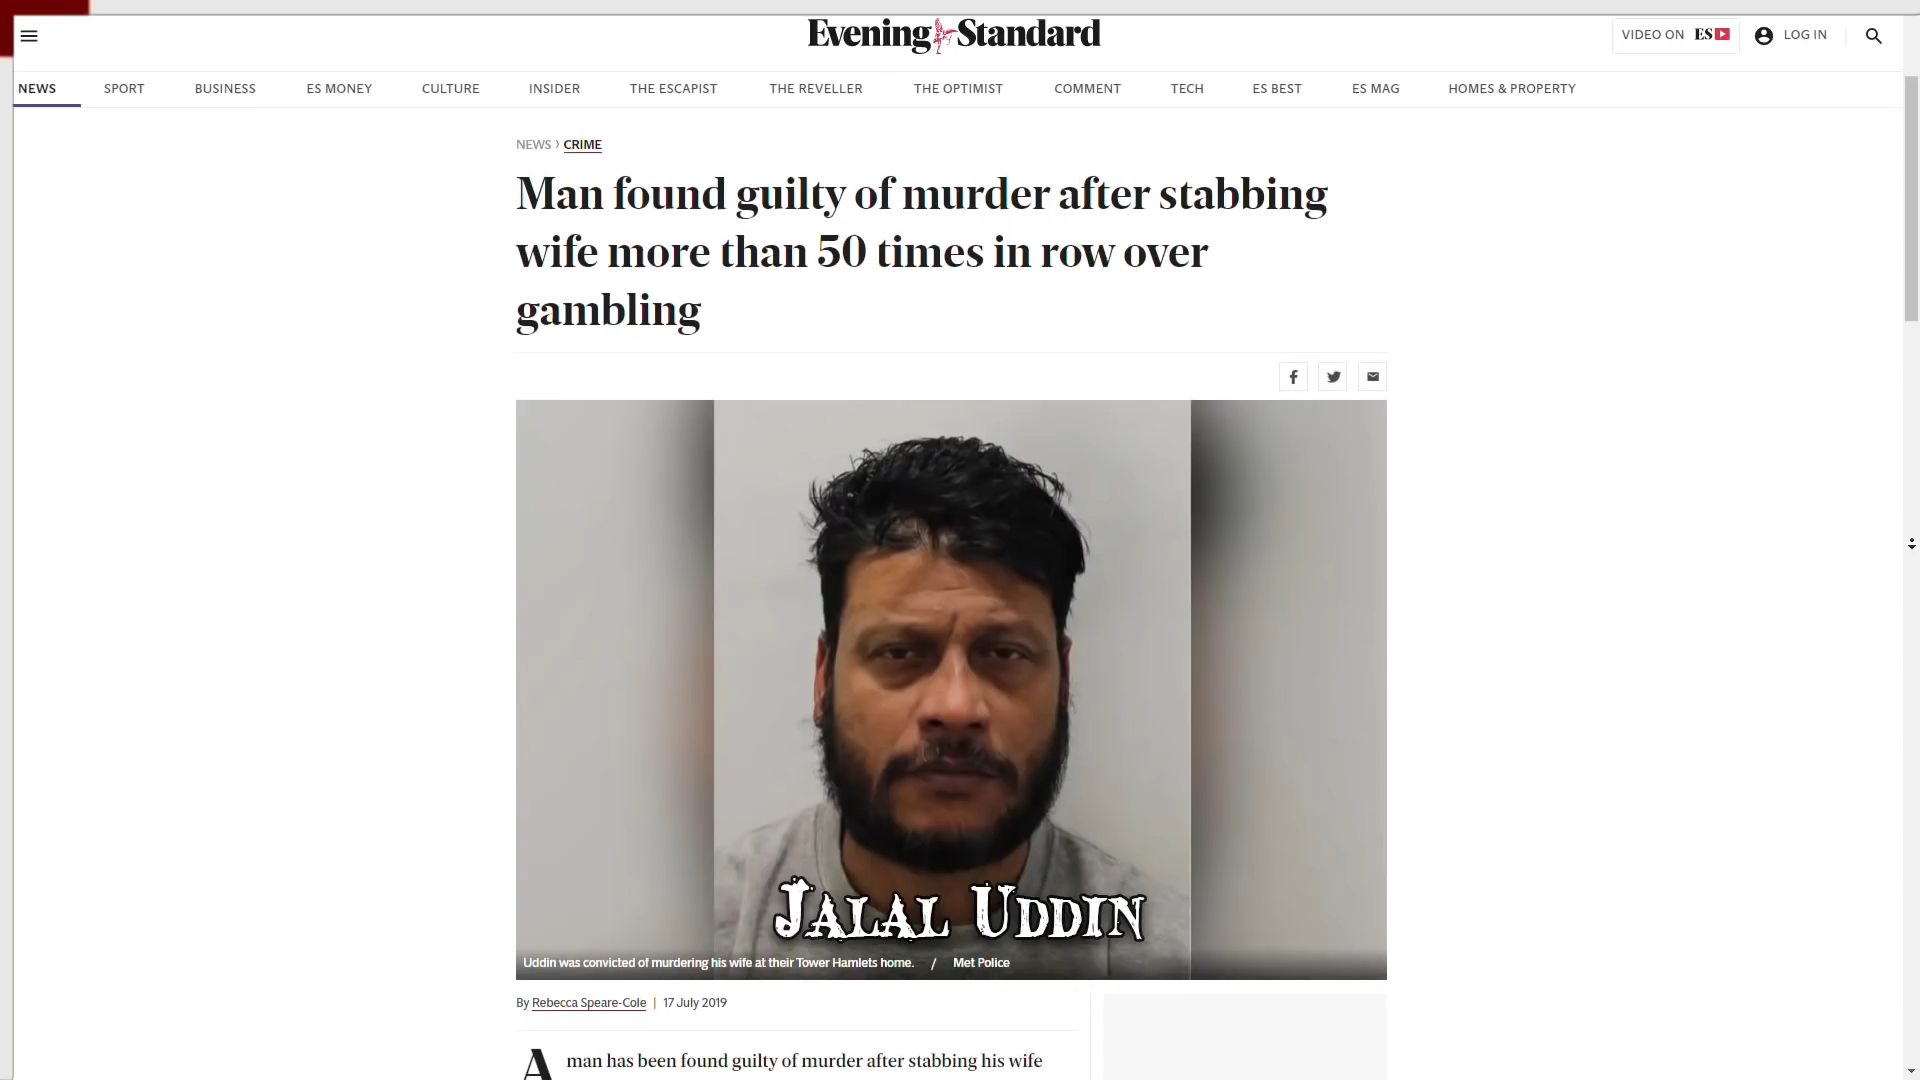 Evening Standard
VIDEO ON ES
LOG IN
NEWS SPORT BUSINESS ES MONEY CULTURE INSIDER THE ESCAPIST THE REVELLER THE OPTIMIST COMMENT TECH ES BEST ES MAG HOMES & PROPERTY
NEWS › CRIME
Man found guilty of murder after stabbing
wife more than 50 times in row over
gambling
JALAL UDDIN
Uddin was convicted of murdering his wife at their Tower Hamlets home. / Met Police
By Rebecca Speare-Cole | 17 July 2019
A man has been found guilty of murder after stabbing his wife